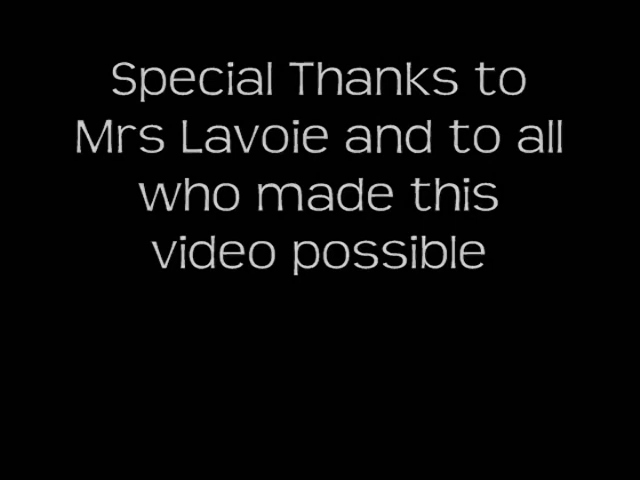 Special Thanks to
Mrs Lavoie and to all
who made this
video possible